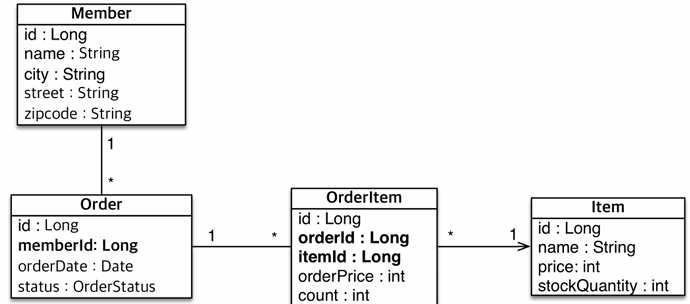 Member
id : Long
name : String
city : String
street : String
zipcode : String
1
*
Order
id : Long
memberId: Long
orderDate : Date
status : OrderStatus
1
*
OrderItem
id : Long
orderId : Long
itemId : Long
orderPrice : int
count : int
*
1
Item
id : Long
name : String
price: int
stockQuantity : int